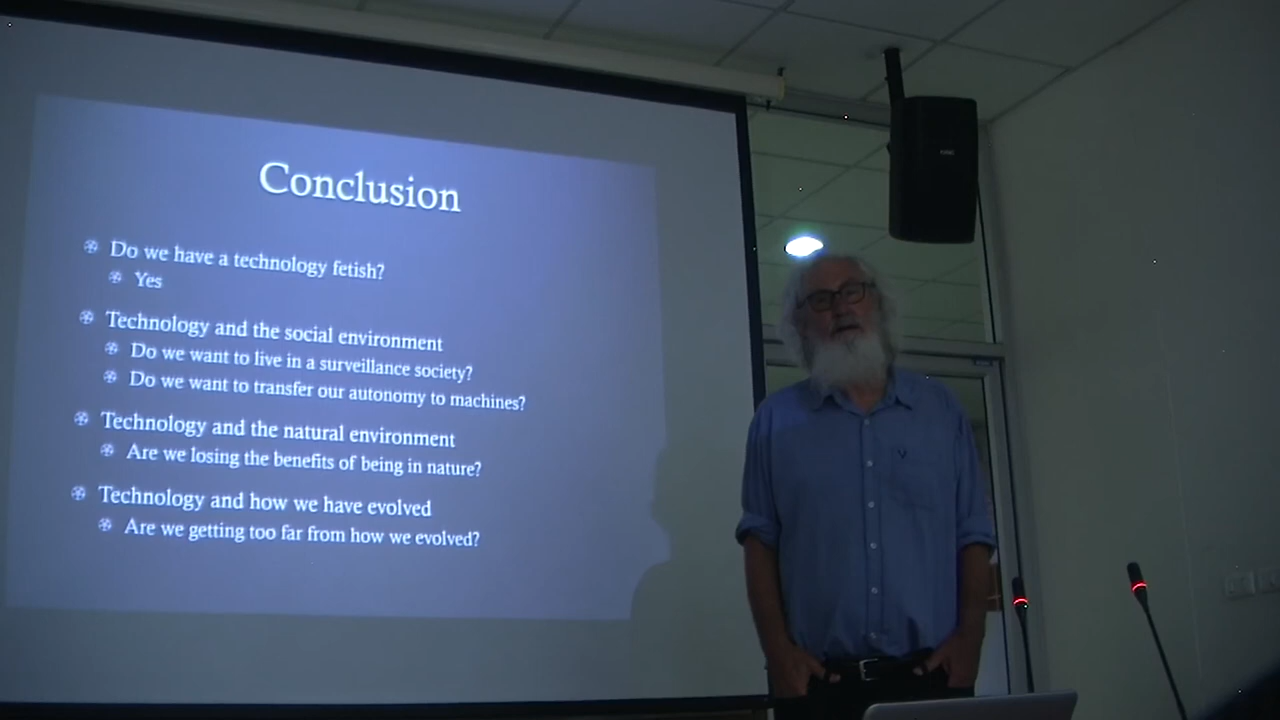 Conclusion
Do we have a technology fetish?
Yes
Technology and the social environment
Do we want to live in a surveillance society?
Do we want to transfer our autonomy to machines?
Technology and the natural environment
Are we losing the benefits of being in nature?
Technology and how we have evolved
Are we getting too far from how we evolved?